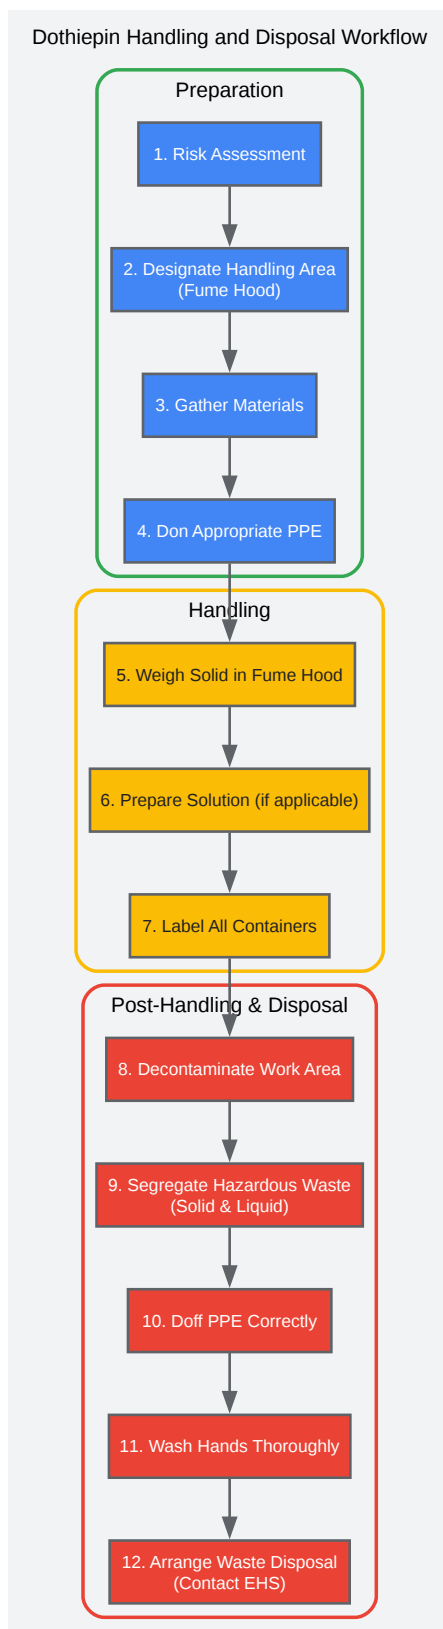 Dothiepin Handling and Disposal Workflow
Preparation
1. Risk Assessment
2. Designate Handling Area
(Fume Hood)
3. Gather Materials
4. Don Appropriate PPE
Handling
5. Weigh Solid in Fume Hood
6. Prepare Solution (if applicable)
7. Label All Containers
Post-Handling & Disposal
8. Decontaminate Work Area
9. Segregate Hazardous Waste
(Solid & Liquid)
10. Doff PPE Correctly
11. Wash Hands Thoroughly
12. Arrange Waste Disposal
(Contact EHS)